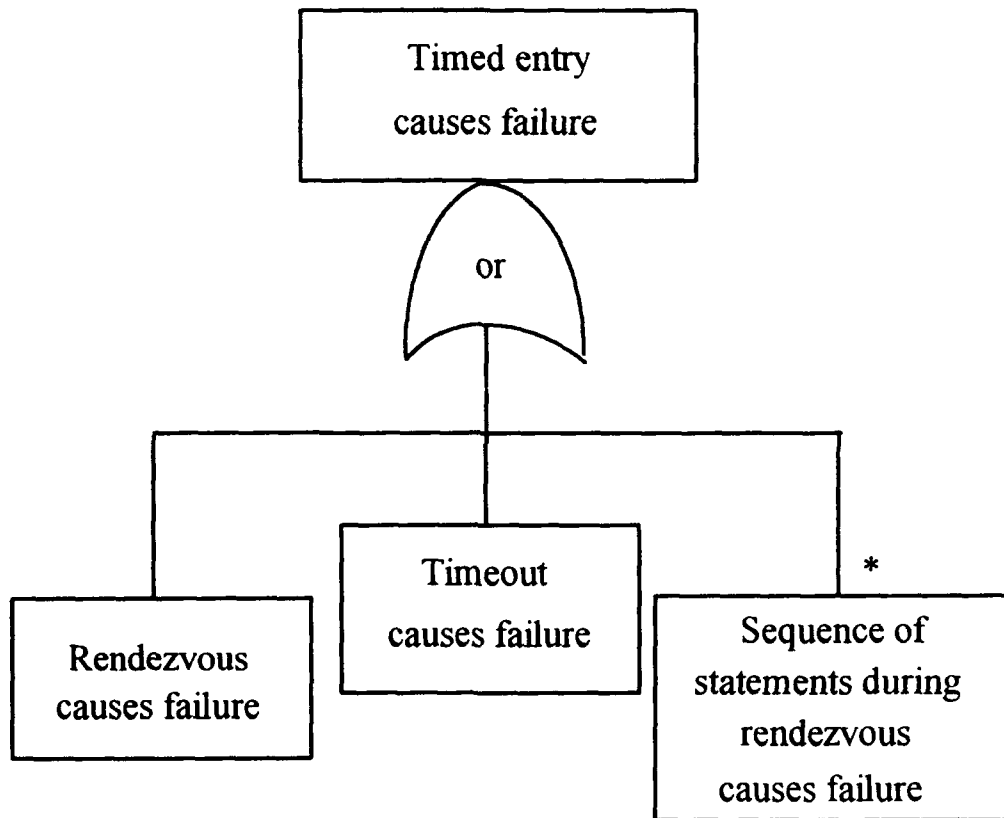 Timed entry
causes failure
or
Rendezvous
causes failure
Timeout
causes failure
*
Sequence of
statements during
rendezvous
causes failure